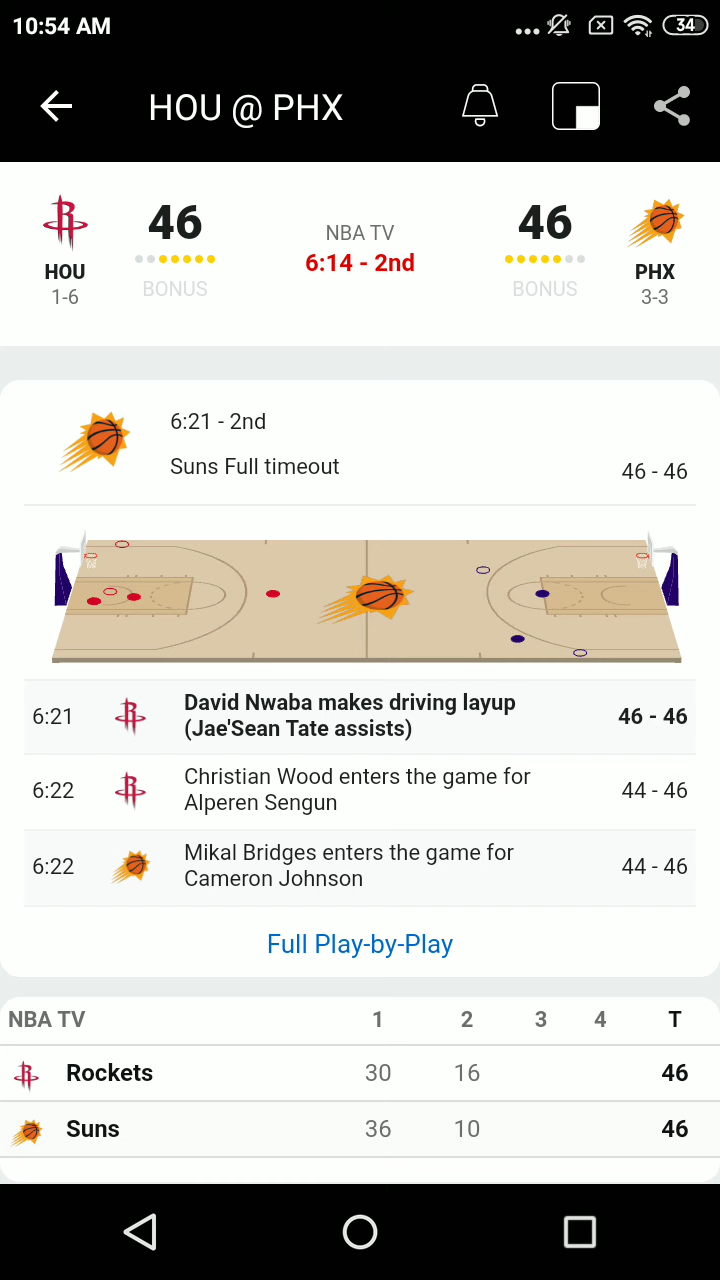 10:54 AM
34
HOU @ PHX
46 NBA TV 46
6:14 - 2nd
HOU PHX
1-6 BONUS BONUS 3-3
6:21 - 2nd
Suns Full timeout 46 - 46
6:21 David Nwaba makes driving layup
(Jae'Sean Tate assists) 46 - 46
6:22 Christian Wood enters the game for
Alperen Sengun 44 - 46
6:22 Mikal Bridges enters the game for
Cameron Johnson 44 - 46
Full Play-by-Play
NBA TV 1 2 3 4 T
Rockets 30 16 46
Suns 36 10 46